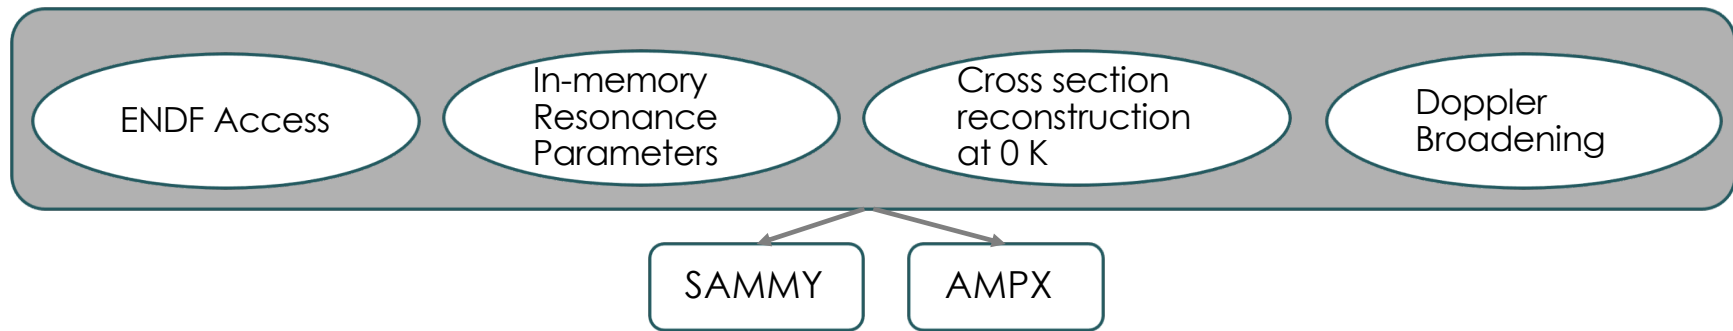 ENDF Access
In-memory
Resonance
Parameters
Cross section
reconstruction
at 0 K
Doppler
Broadening
SAMMY
AMPX